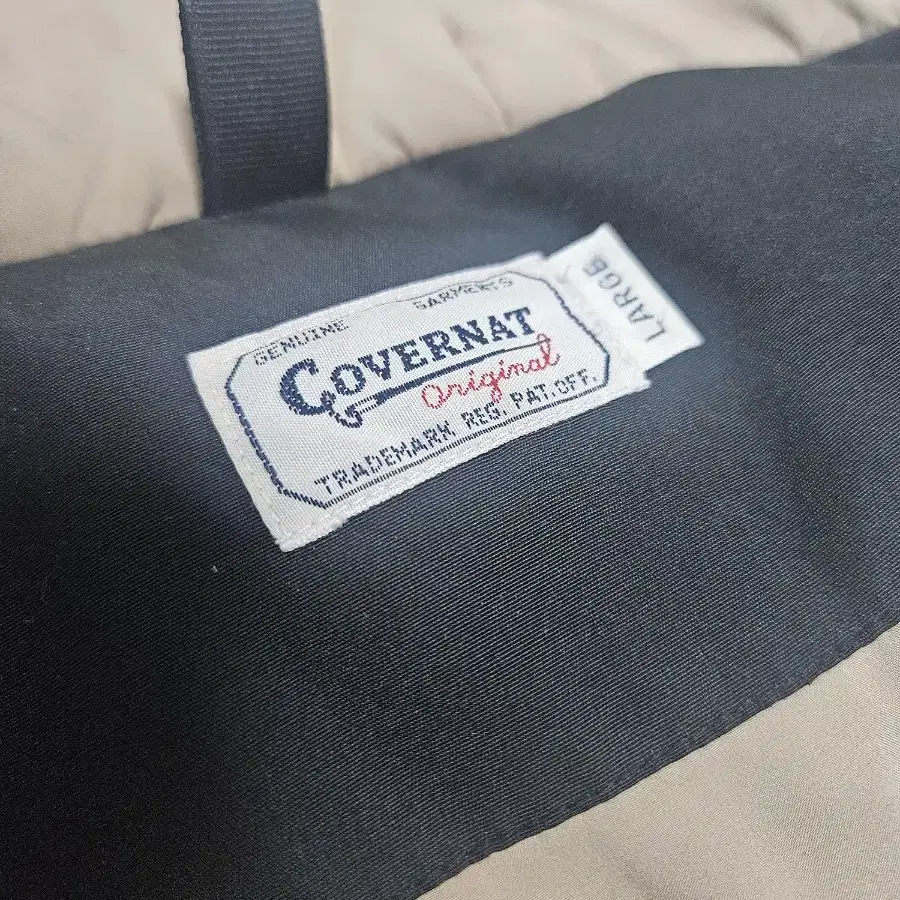 GENUINE GARMENTS
COVERNAT
Original
TRADEMARK REG. PAT. OFF.
LARGE